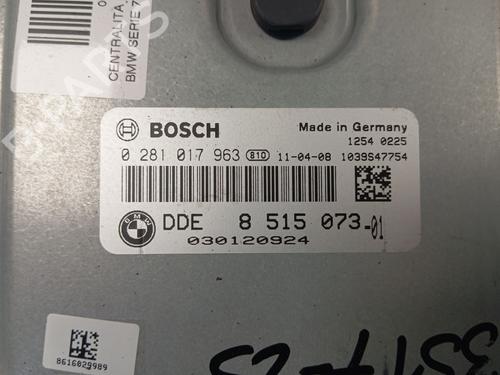 CENTRALITA
BMW SERIE 7
BOSCH
Made in Germany
1254 0225
0 281 017 963 810 11-04-08 1039S47754
BMW
DDE 8 515 073-01
030120924
8616029989